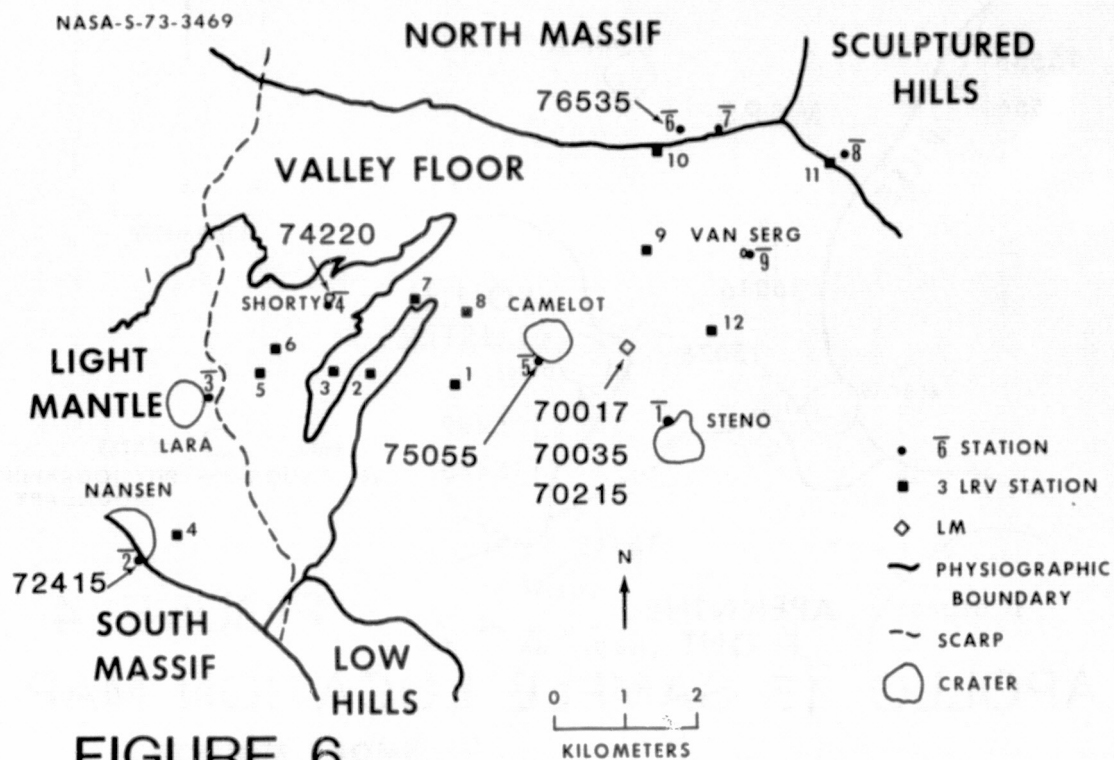 NASA-S-73-3469
NORTH MASSIF
SCULPTURED
HILLS
76535
6
7
8
10
11
VALLEY FLOOR
74220
9
VAN SERG
9
SHORTY
4
7
8
CAMELOT
12
6
5
3
2
1
5
LIGHT
MANTLE
3
LARA
70017
70035
70215
1
STENO
75055
NANSEN
4
2
72415
SOUTH
MASSIF
LOW
HILLS
N
0 1 2
KILOMETERS
6 STATION
3 LRV STATION
LM
PHYSIOGRAPHIC
BOUNDARY
SCARP
CRATER
FIGURE 6